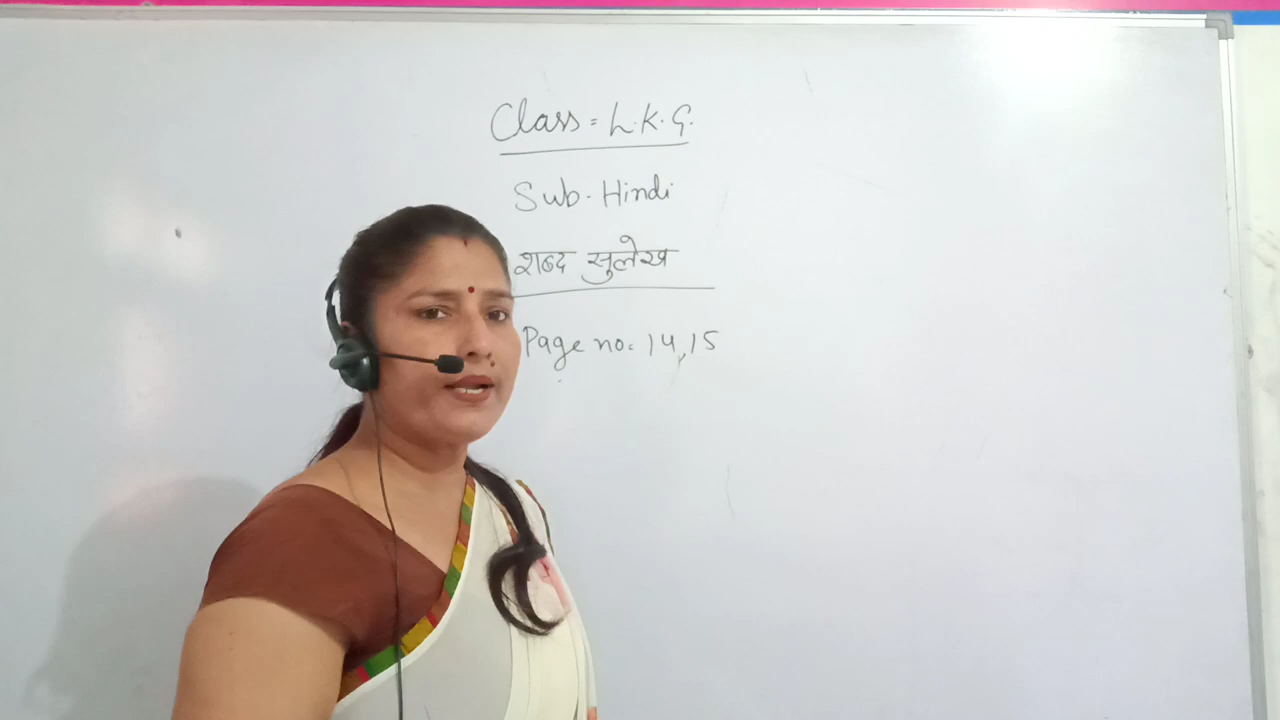 Class = L.K.G.
Sub. Hindi
शब्द सुलेख
Page no. 14,15